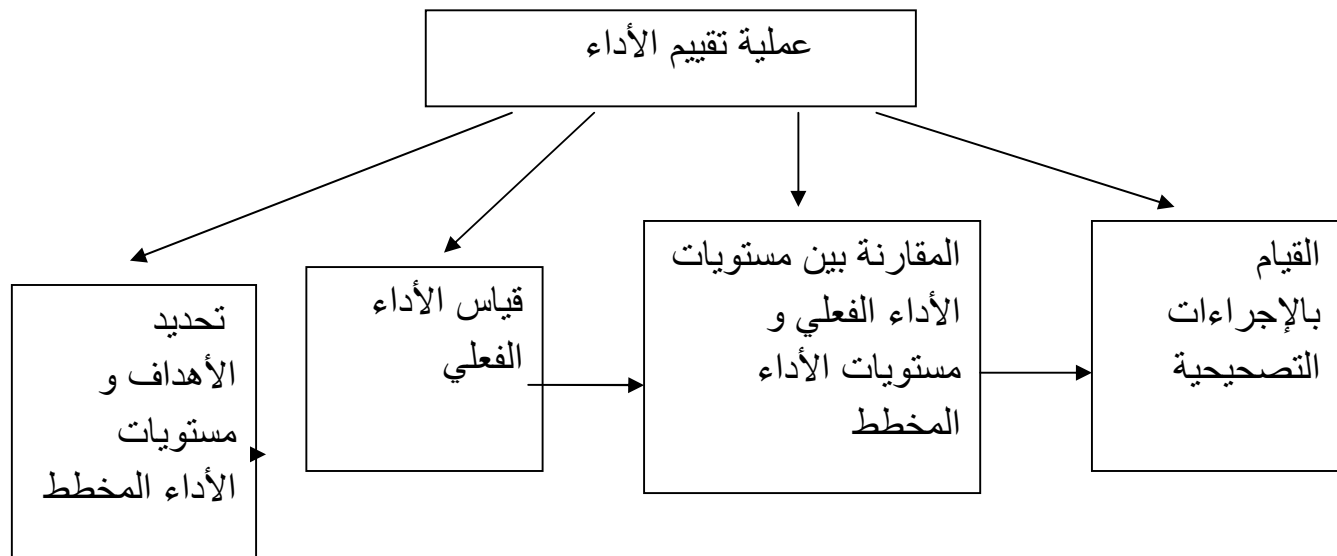 عملية تقييم الأداء
تحديد
الأهداف و
مستويات
الأداء المخطط
قياس الأداء
الفعلي
المقارنة بين مستويات
الأداء الفعلي و
مستويات الأداء
المخطط
القيام
بالإجراءات
التصحيحية